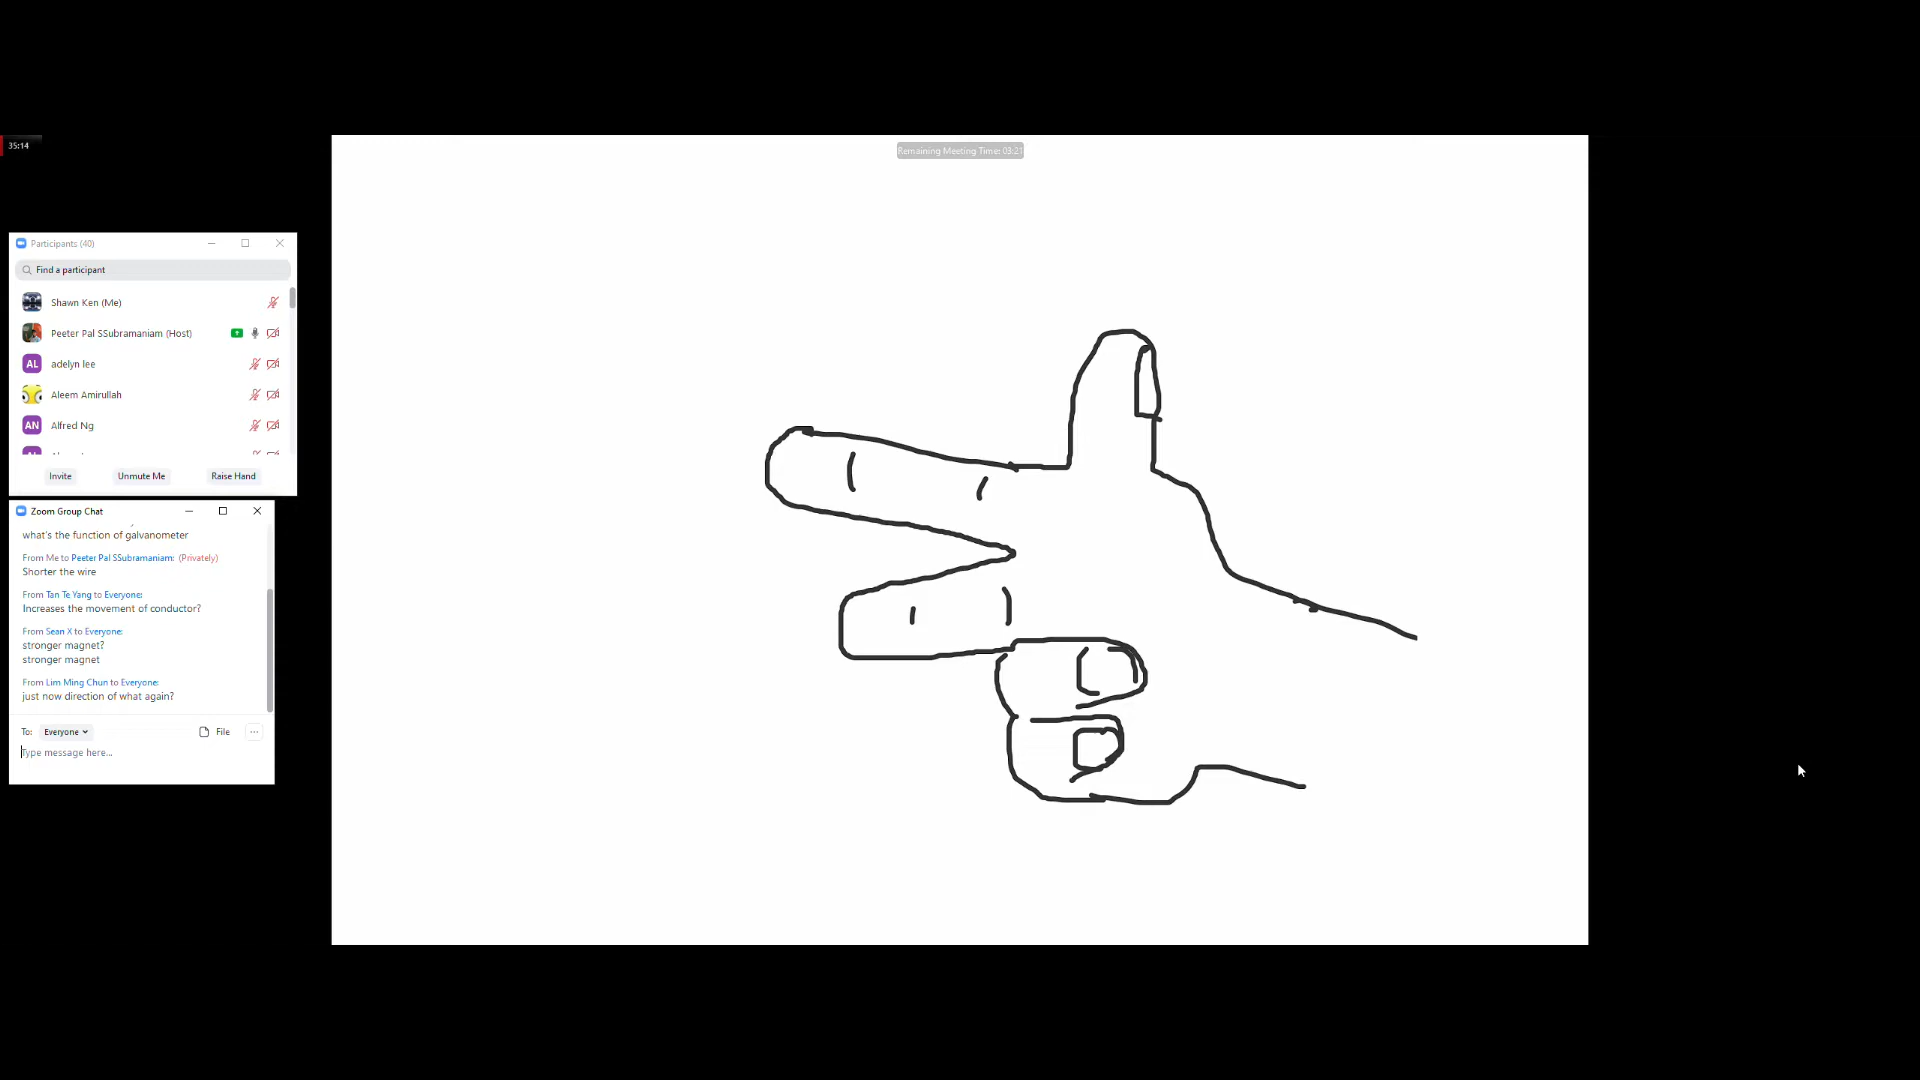 35:14
Remaining Meeting Time: 03:21
Participants (40)
Find a participant
Shawn Ken (Me)
Peeter Pal SSubramaniam (Host)
AL adelyn lee
Aleem Amirullah
AN Alfred Ng
Invite Unmute Me Raise Hand
Zoom Group Chat
what's the function of galvanometer
From Me to Peeter Pal SSubramaniam: (Privately)
Shorter the wire
From Tan Te Yang to Everyone:
Increases the movement of conductor?
From Sean X to Everyone:
stronger magnet?
stronger magnet
From Lim Ming Chun to Everyone:
just now direction of what again?
To: Everyone File
Type message here...